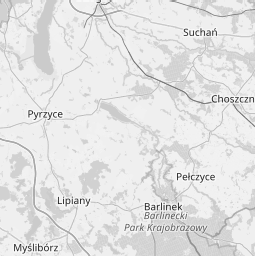 Suchań
Choszczn
Pyrzyce
Pełczyce
Lipiany
Barlinek
Barlinecki
Park Krajobrazowy
Myślibórz